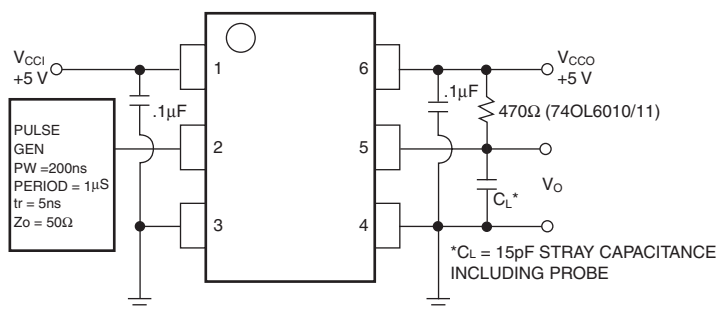 VCCI
+5 V
.1μF
PULSE
GEN
PW =200ns
PERIOD = 1μS
tr = 5ns
Zo = 50Ω
1
2
3
6
5
4
VCCO
+5 V
.1μF
470Ω (74OL6010/11)
CL*
VO
*CL = 15pF STRAY CAPACITANCE
INCLUDING PROBE